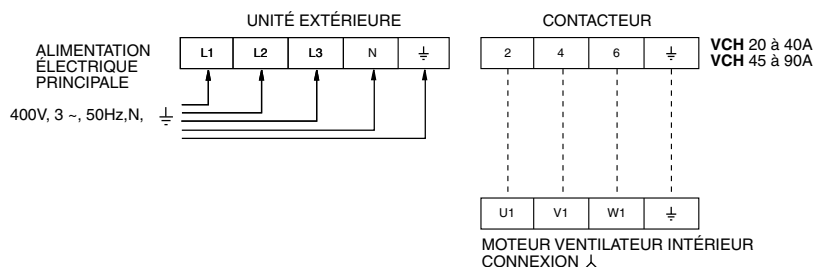 UNITÉ EXTÉRIEURE
CONTACTEUR
ALIMENTATION
ÉLECTRIQUE
PRINCIPALE
L1 L2 L3 N ⏚
2 4 6 ⏚
VCH 20 à 40A
VCH 45 à 90A
400V, 3 ~, 50Hz,N, ⏚
U1 V1 W1 ⏚
MOTEUR VENTILATEUR INTÉRIEUR
CONNEXION ⅄